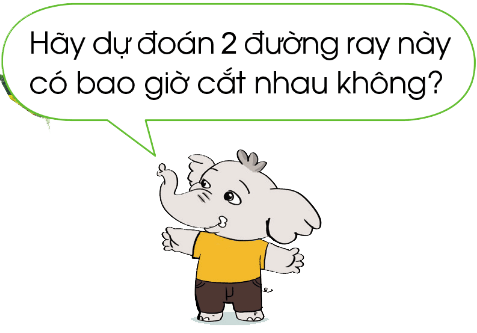 Hãy dự đoán 2 đường ray này
có bao giờ cắt nhau không?